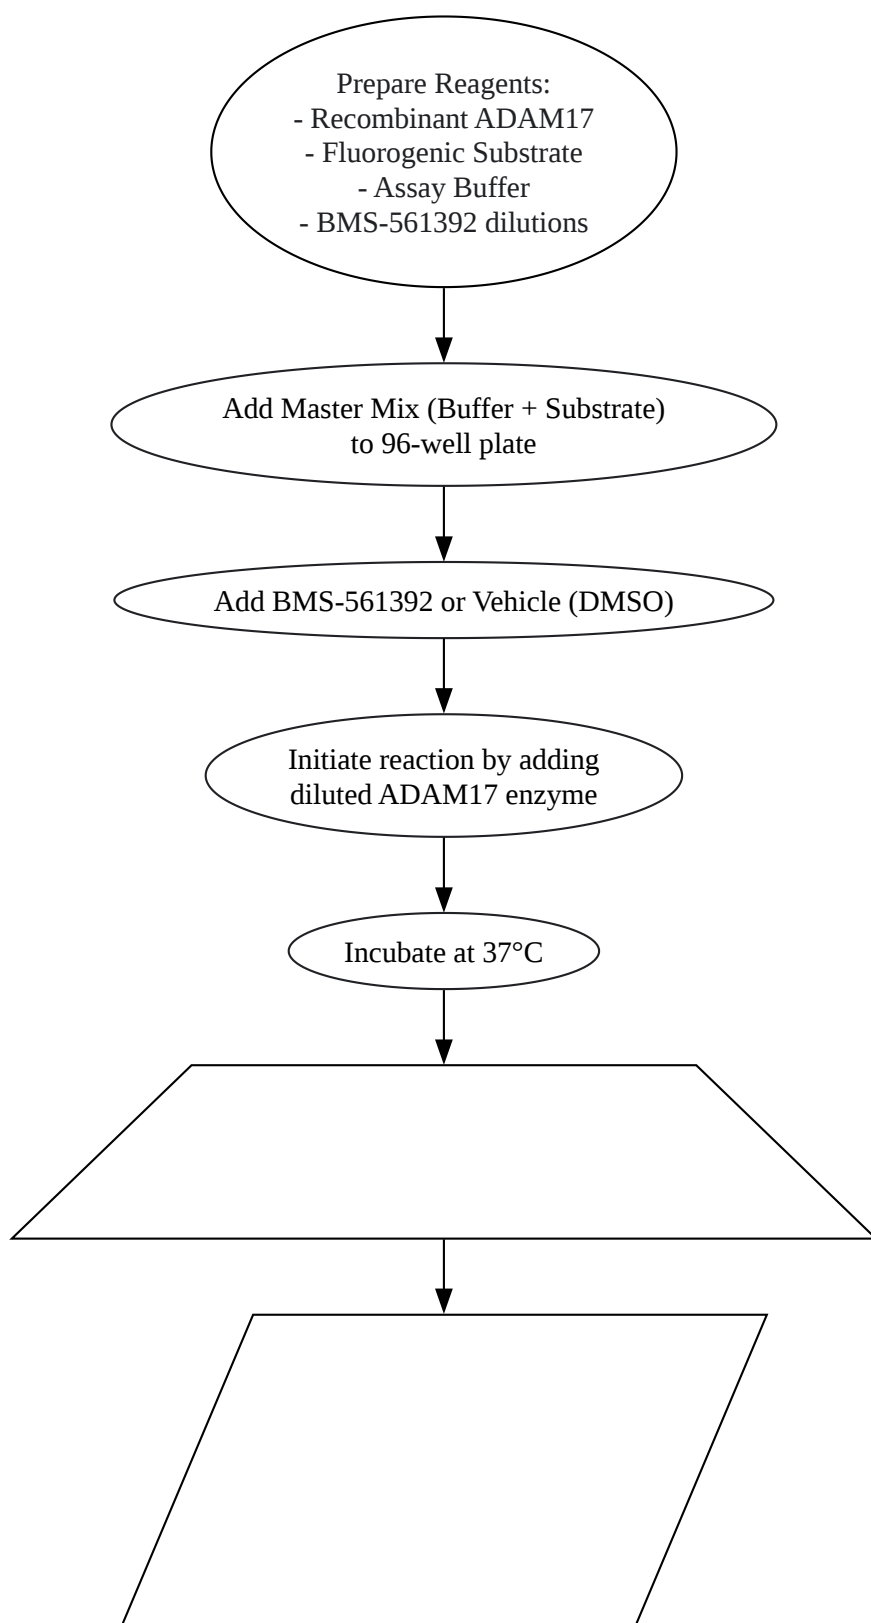 Prepare Reagents:
- Recombinant ADAM17
- Fluorogenic Substrate
- Assay Buffer
- BMS-561392 dilutions
Add Master Mix (Buffer + Substrate)
to 96-well plate
Add BMS-561392 or Vehicle (DMSO)
Initiate reaction by adding
diluted ADAM17 enzyme
Incubate at 37°C